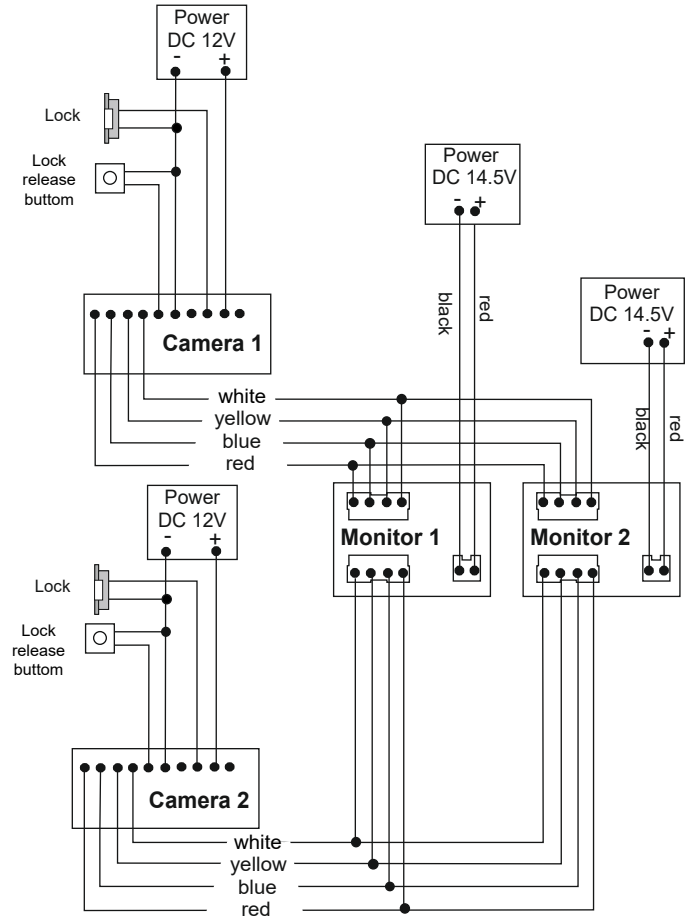 Power
DC 12V
- +
Lock
Lock
release
buttom
Camera 1
Power
DC 14.5V
- +
black
red
Power
DC 14.5V
- +
black
red
white
yellow
blue
red
Monitor 1
Monitor 2
Power
DC 12V
- +
Lock
Lock
release
buttom
Camera 2
white
yellow
blue
red